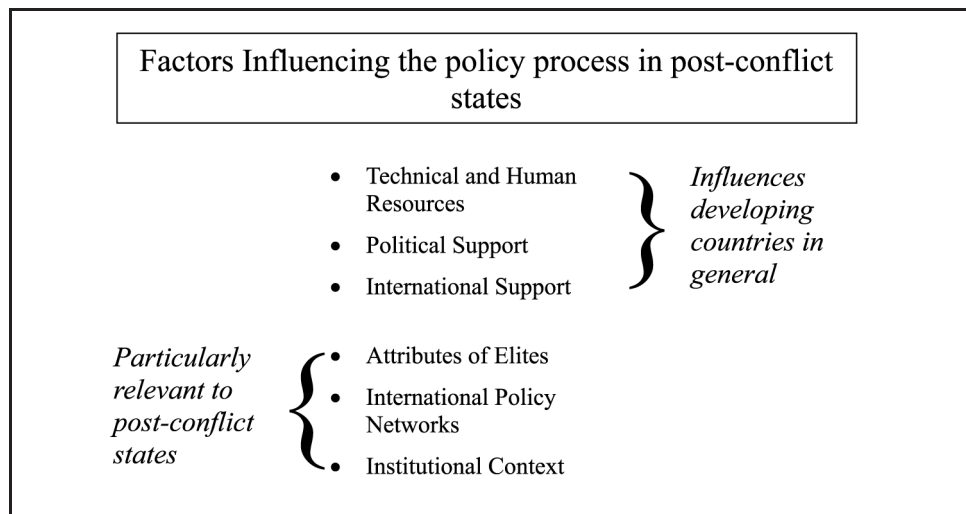 Factors Influencing the policy process in post-conflict
states
• Technical and Human
Resources
• Political Support
• International Support
Influences
developing
countries in
general
Particularly
relevant to
post-conflict
states
• Attributes of Elites
• International Policy
Networks
• Institutional Context